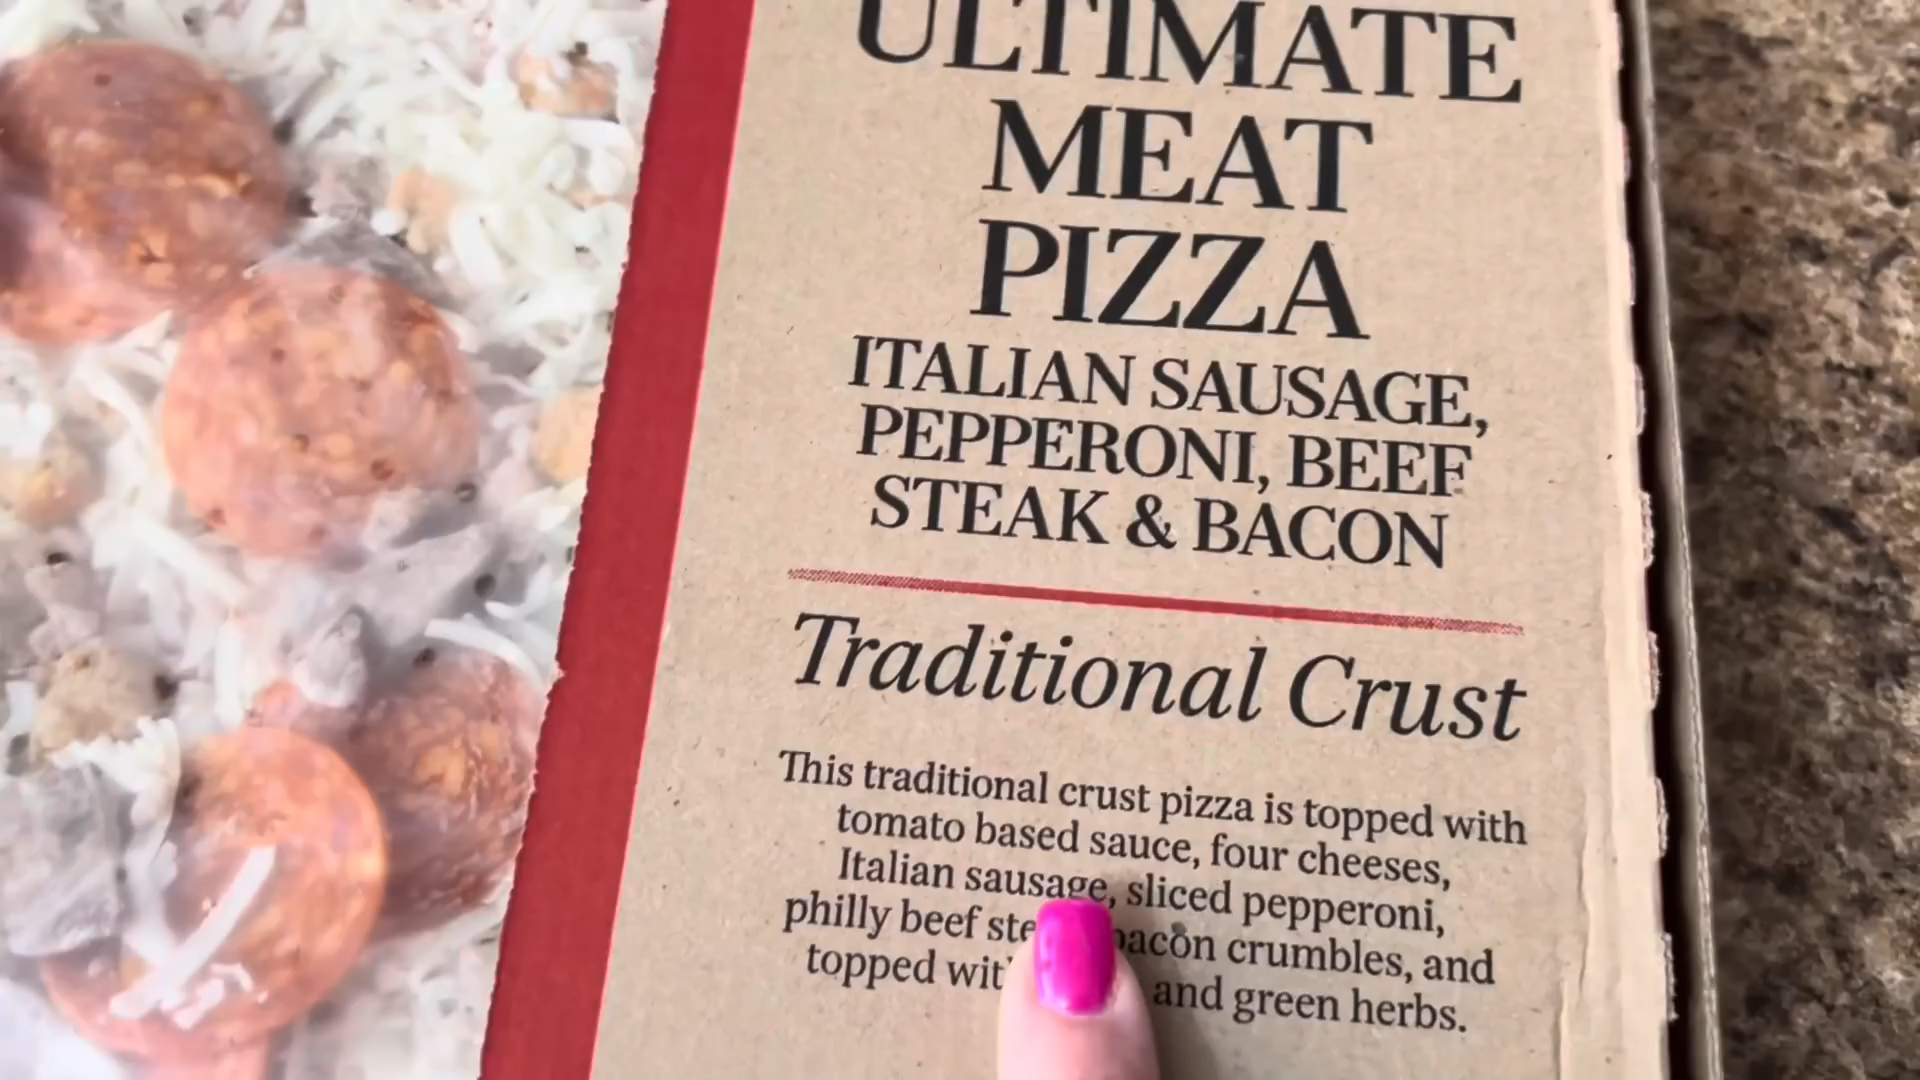 ULTIMATE
MEAT
PIZZA
ITALIAN SAUSAGE,
PEPPERONI, BEEF
STEAK & BACON
Traditional Crust
This traditional crust pizza is topped with
tomato based sauce, four cheeses,
Italian sausage, sliced pepperoni,
philly beef bacon crumbles, and
topped and green herbs.